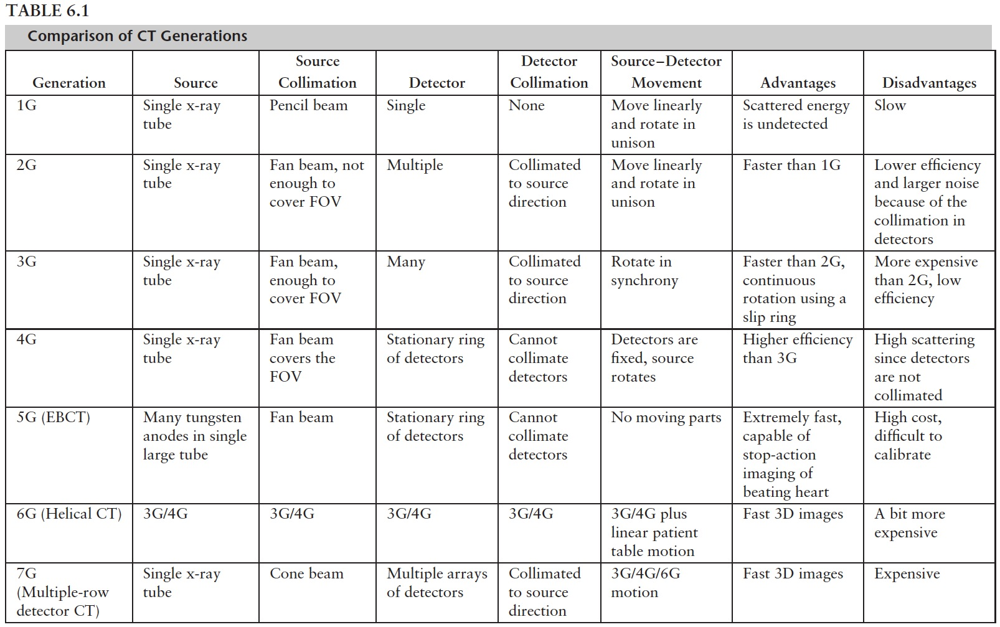 TABLE 6.1
Comparison of CT Generations
Generation
Source
Source
Collimation
Detector
Detector
Collimation
Source–Detector
Movement
Advantages
Disadvantages
1G
Single x-ray
tube
Pencil beam
Single
None
Move linearly
and rotate in
unison
Scattered energy
is undetected
Slow
2G
Single x-ray
tube
Fan beam, not
enough to
cover FOV
Multiple
Collimated
to source
direction
Move linearly
and rotate in
unison
Faster than 1G
Lower efficiency
and larger noise
because of the
collimation in
detectors
3G
Single x-ray
tube
Fan beam,
enough to
cover FOV
Many
Collimated
to source
direction
Rotate in
synchrony
Faster than 2G,
continuous
rotation using a
slip ring
More expensive
than 2G, low
efficiency
4G
Single x-ray
tube
Fan beam
covers the
FOV
Stationary ring
of detectors
Cannot
collimate
detectors
Detectors are
fixed, source
rotates
Higher efficiency
than 3G
High scattering
since detectors
are not
collimated
5G (EBCT)
Many tungsten
anodes in single
large tube
Fan beam
Stationary ring
of detectors
Cannot
collimate
detectors
No moving parts
Extremely fast,
capable of
stop-action
imaging of
beating heart
High cost,
difficult to
calibrate
6G (Helical CT)
3G/4G
3G/4G
3G/4G
3G/4G
3G/4G plus
linear patient
table motion
Fast 3D images
A bit more
expensive
7G
(Multiple-row
detector CT)
Single x-ray
tube
Cone beam
Multiple arrays
of detectors
Collimated
to source
direction
3G/4G/6G
motion
Fast 3D images
Expensive